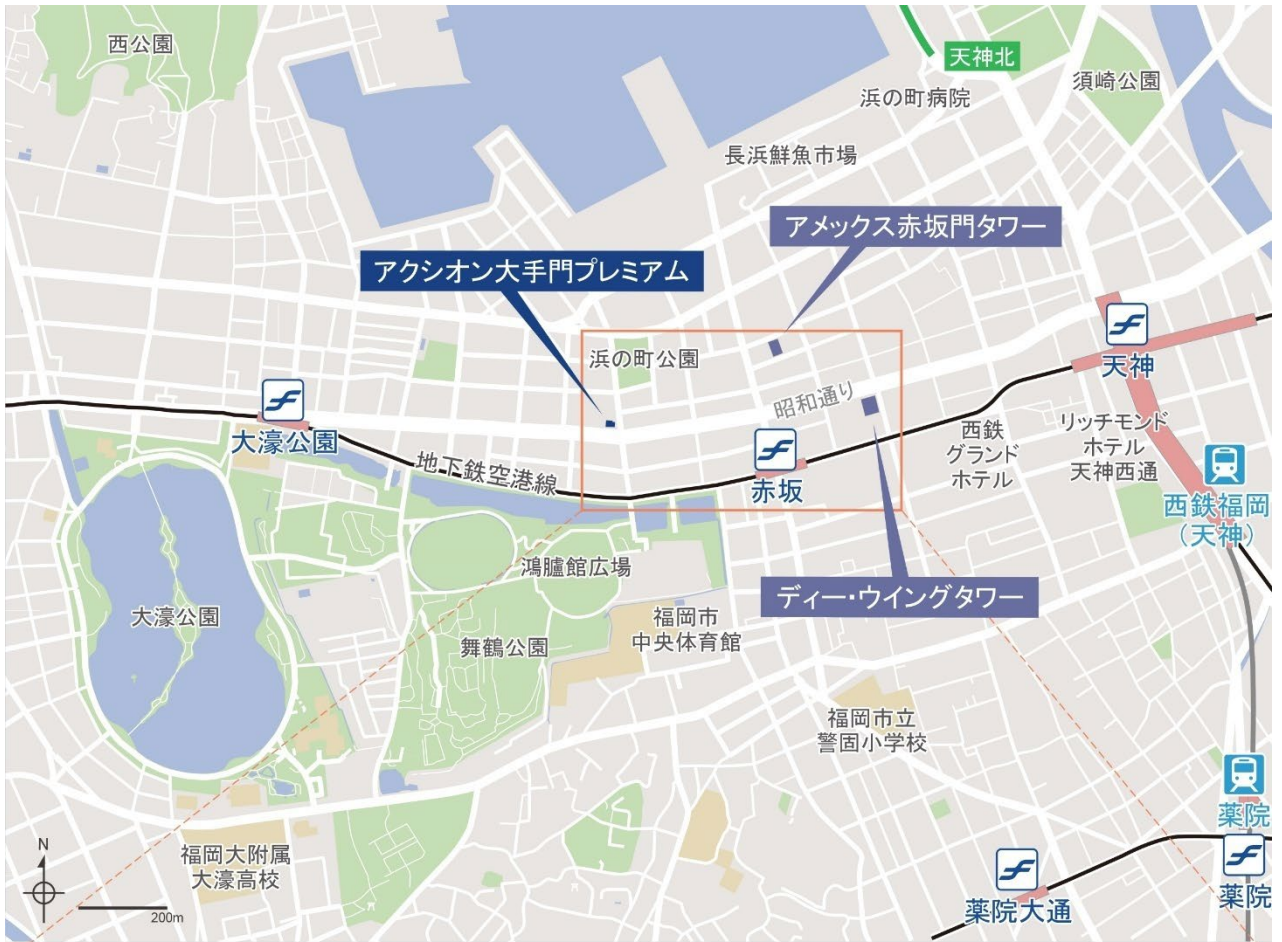 西公園
天神北
須崎公園
浜の町病院
長浜鮮魚市場
アメックス赤坂門タワー
アクシオン大手門プレミアム
浜の町公園
天神
昭和通り
大濠公園
地下鉄空港線
赤坂
西鉄
グランド
ホテル
リッチモンド
ホテル
天神西通
西鉄福岡
(天神)
鴻臚館広場
ディー・ウイングタワー
大濠公園
舞鶴公園
福岡市
中央体育館
福岡市立
警固小学校
薬院
福岡大附属
大濠高校
薬院大通
薬院
N
200m